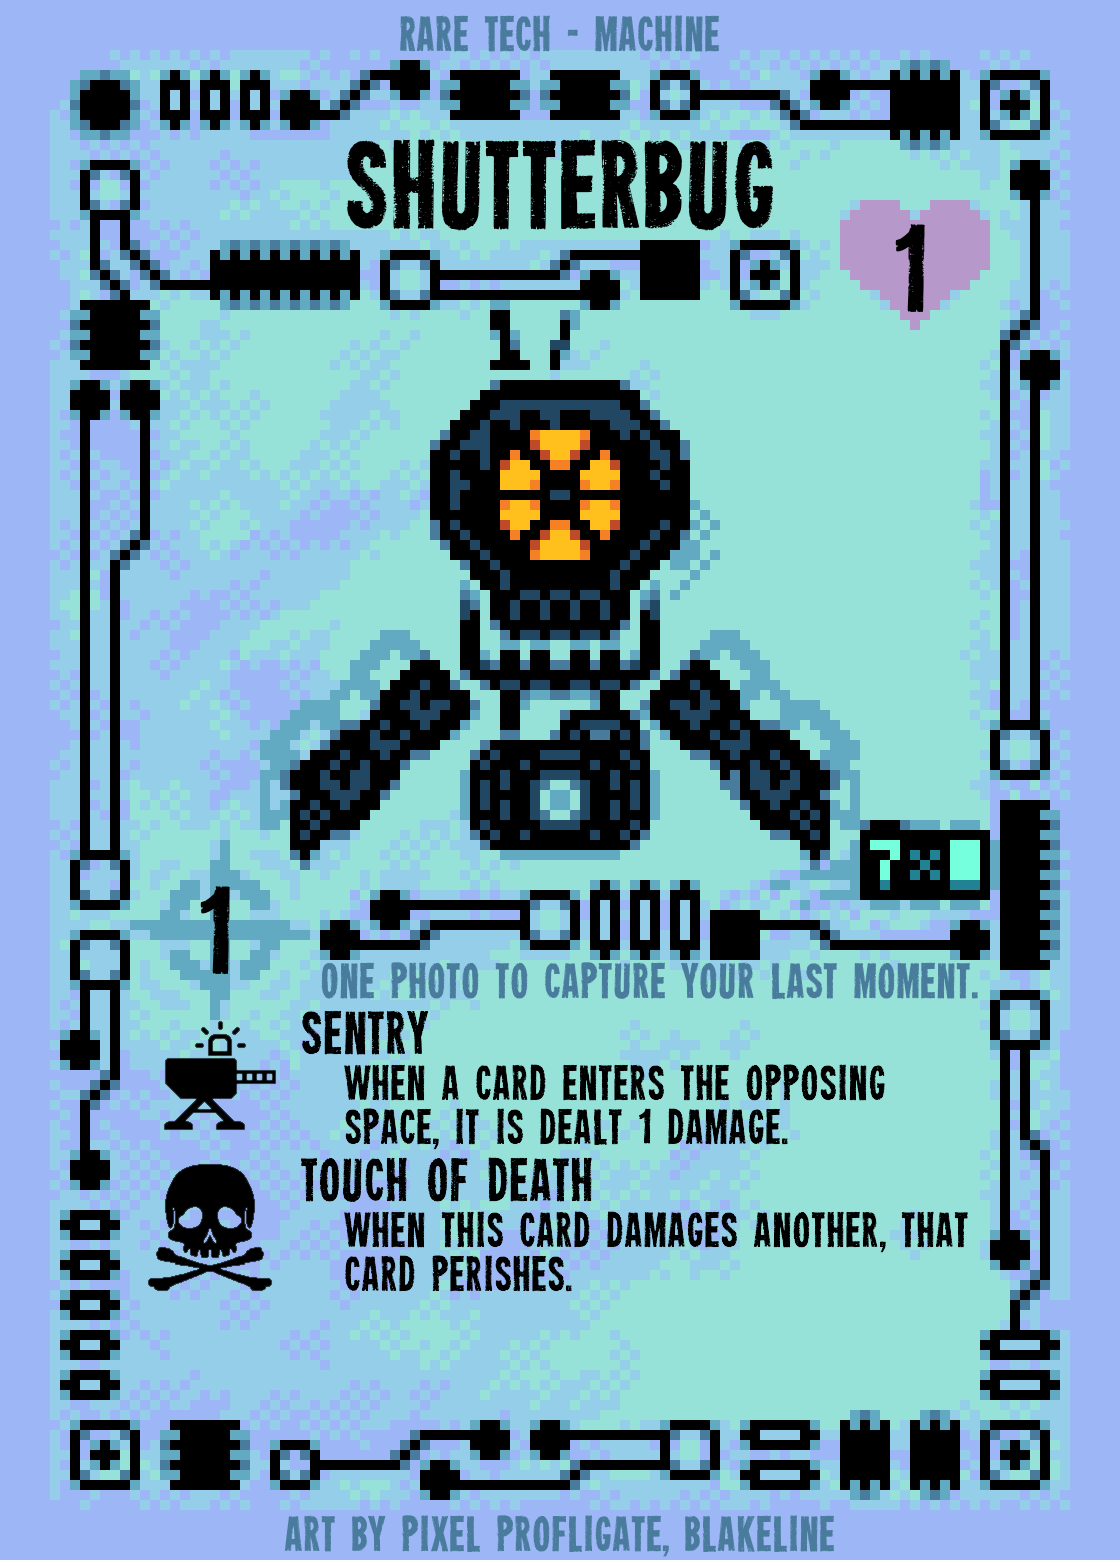 RARE TECH - MACHINE
SHUTTERBUG
1
7×
1
ONE PHOTO TO CAPTURE YOUR LAST MOMENT.
SENTRY
WHEN A CARD ENTERS THE OPPOSING
SPACE, IT IS DEALT 1 DAMAGE.
TOUCH OF DEATH
WHEN THIS CARD DAMAGES ANOTHER, THAT
CARD PERISHES.
ART BY PIXEL PROFLIGATE, BLAKELINE